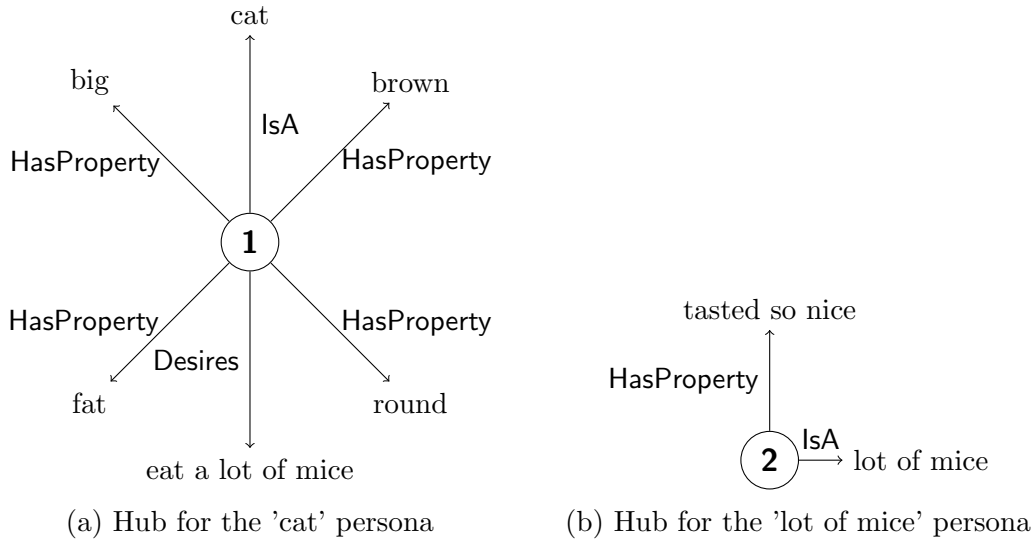 cat
big
brown
IsA
HasProperty
HasProperty
1
HasProperty
HasProperty
Desires
fat
round
eat a lot of mice
(a) Hub for the 'cat' persona
tasted so nice
HasProperty
IsA
2
lot of mice
(b) Hub for the 'lot of mice' persona